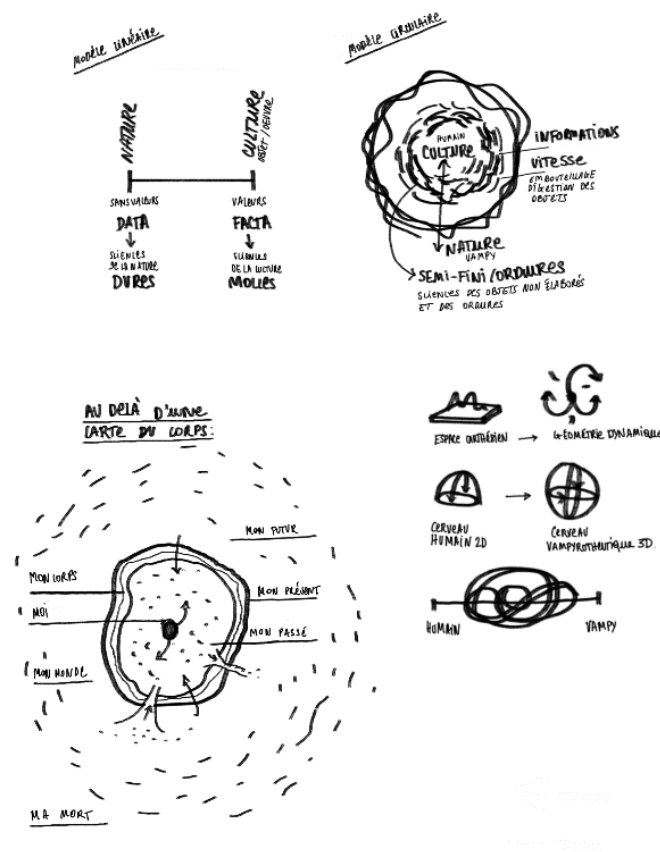 MODÈLE LINÉAIRE
NATURE
CULTURE
OBJET/OEUVRE
SANS VALEURS
DATA
SCIENCES
DE LA NATURE
DURES
VALEURS
FACTA
SCIENCES
DE LA CULTURE
MOLLES
MODÈLE CIRCULAIRE
HUMAIN
CULTURE
INFORMATIONS
VITESSE
EMBOUTEILLAGE
DIGESTION DES
OBJETS
NATURE
VAMPY
SEMI-FINI/ORDURES
SCIENCES DES OBJETS NON ÉLABORÉS
ET DES ORDURES
AU DELÀ D'UNE
CARTE DU CORPS:
MON FUTUR
MON CORPS
MON PRÉSENT
MOI
MON PASSÉ
MON MONDE
MA MORT
ESPACE CARTÉSIEN
GÉOMÉTRIE DYNAMIQUE
CERVEAU
HUMAIN 2D
CERVEAU
VAMPYROTEUTHIQUE 3D.
HUMAIN
VAMPY